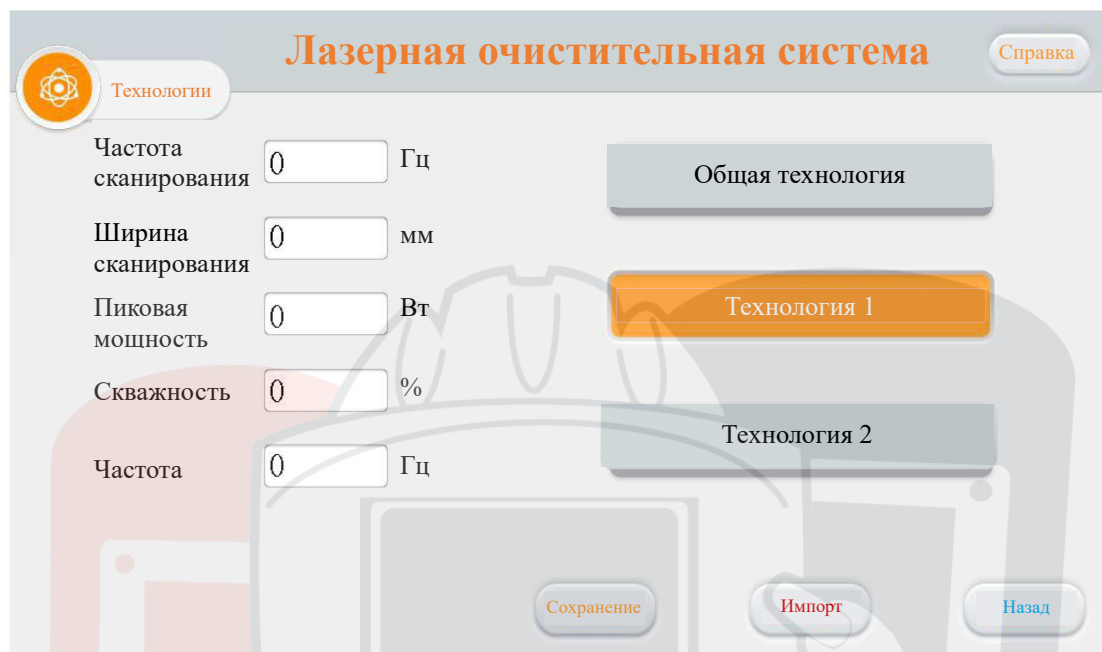 Лазерная очистительная система
Справка
Технологии
Частота
сканирования
0
Гц
Ширина
сканирования
0
мм
Пиковая
мощность
0
Вт
Скважность
0
%
Частота
0
Гц
Общая технология
Технология 1
Технология 2
Сохранение
Импорт
Назад